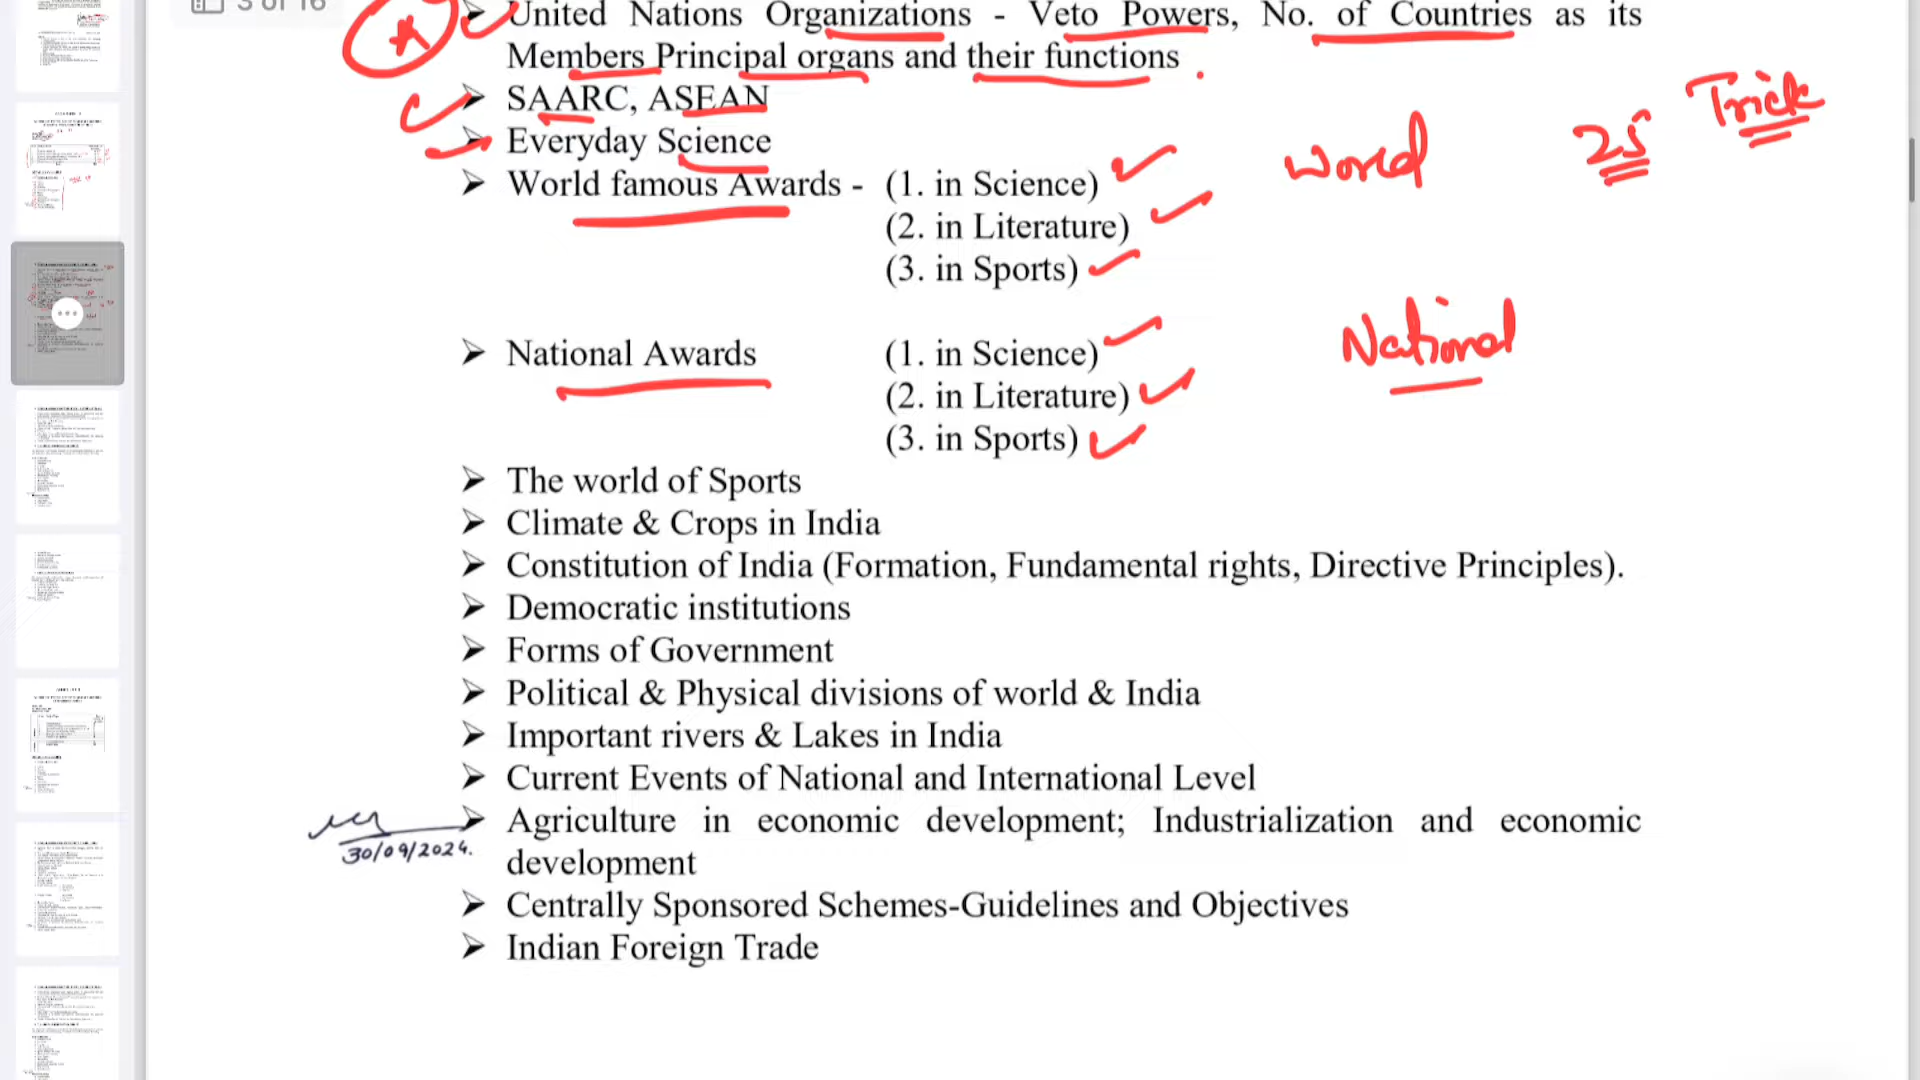 3 of 16
United Nations Organizations - Veto Powers, No. of Countries as its
Members Principal organs and their functions
SAARC, ASEAN
Everyday Science
World famous Awards - (1. in Science)
(2. in Literature)
(3. in Sports)
World
25
Trick
National Awards (1. in Science)
(2. in Literature)
(3. in Sports)
National
The world of Sports
Climate & Crops in India
Constitution of India (Formation, Fundamental rights, Directive Principles).
Democratic institutions
Forms of Government
Political & Physical divisions of world & India
Important rivers & Lakes in India
Current Events of National and International Level
Agriculture in economic development; Industrialization and economic
development
30/09/2024.
Centrally Sponsored Schemes-Guidelines and Objectives
Indian Foreign Trade